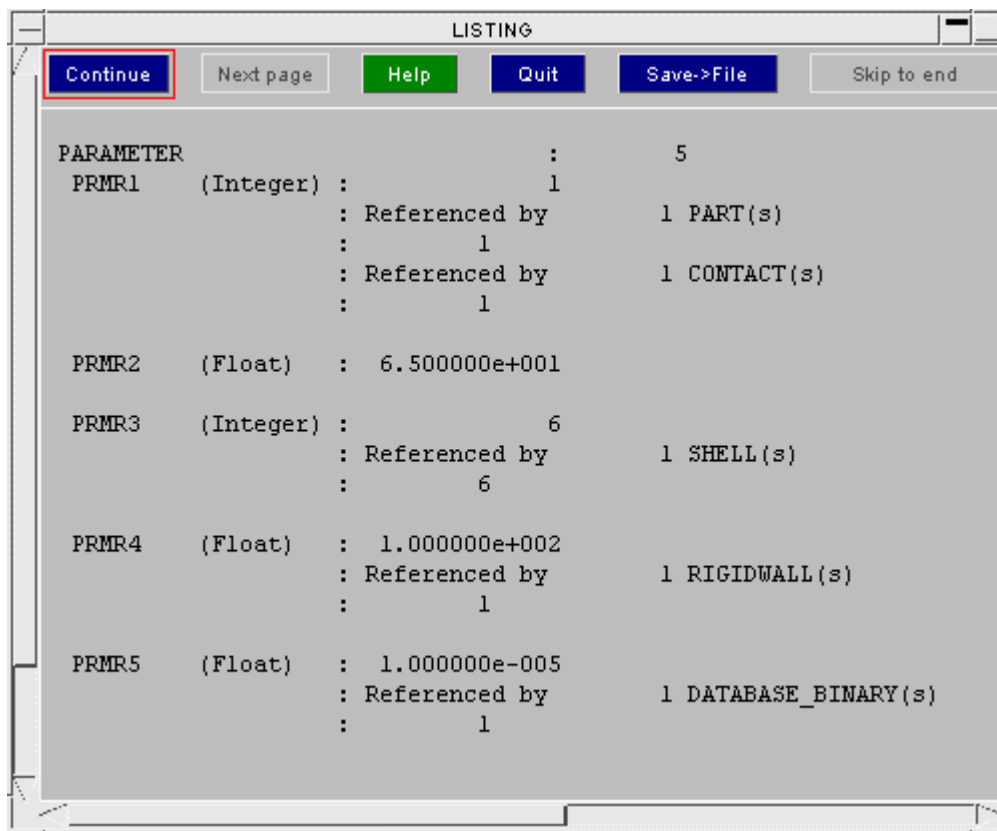 LISTING
Continue Next page Help Quit Save->File Skip to end
PARAMETER : 5
PRMR1 (Integer) : 1
: Referenced by 1 PART(s)
: 1
: Referenced by 1 CONTACT(s)
: 1
PRMR2 (Float) : 6.500000e+001
PRMR3 (Integer) : 6
: Referenced by 1 SHELL(s)
: 6
PRMR4 (Float) : 1.000000e+002
: Referenced by 1 RIGIDWALL(s)
: 1
PRMR5 (Float) : 1.000000e-005
: Referenced by 1 DATABASE_BINARY(s)
: 1